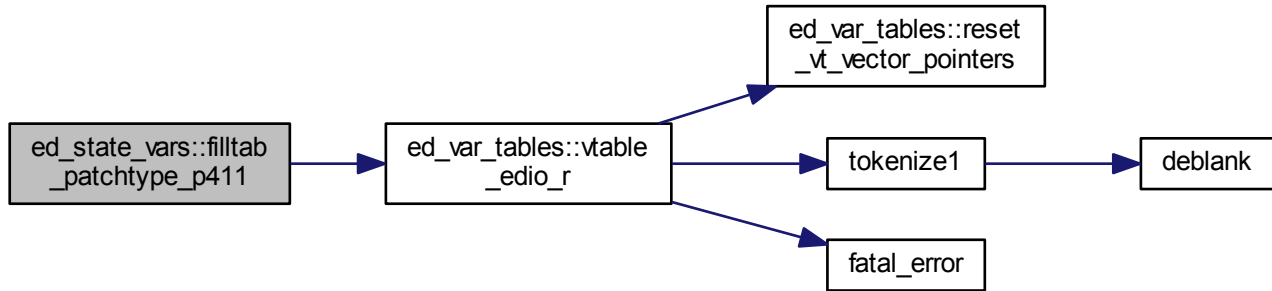 ed_state_vars::filltab
_patchtype_p411
ed_var_tables::vtable
_edio_r
ed_var_tables::reset
_vt_vector_pointers
tokenize1
deblank
fatal_error